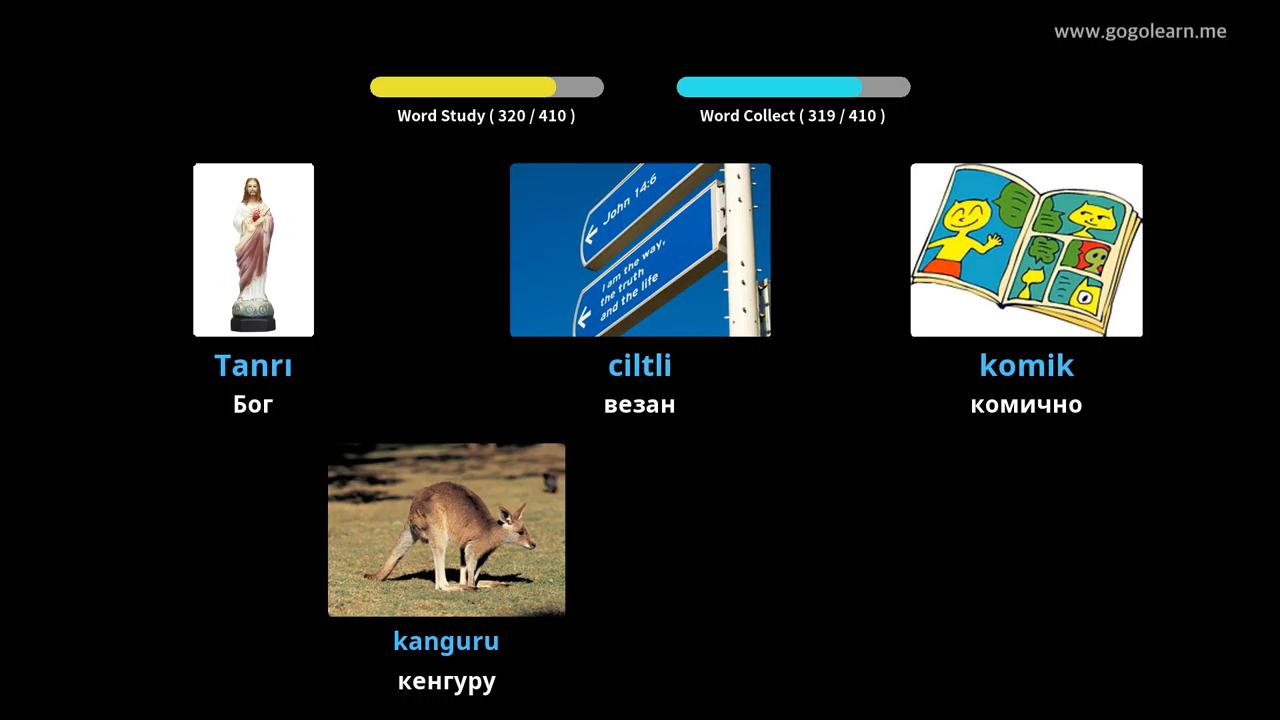 www.gogolearn.me
Word Study ( 320 / 410 )
Word Collect ( 319 / 410 )
John 14:6
I am the way,
the truth
and the life
Tanrı
Бог
ciltli
везан
komik
комично
kanguru
кенгуру